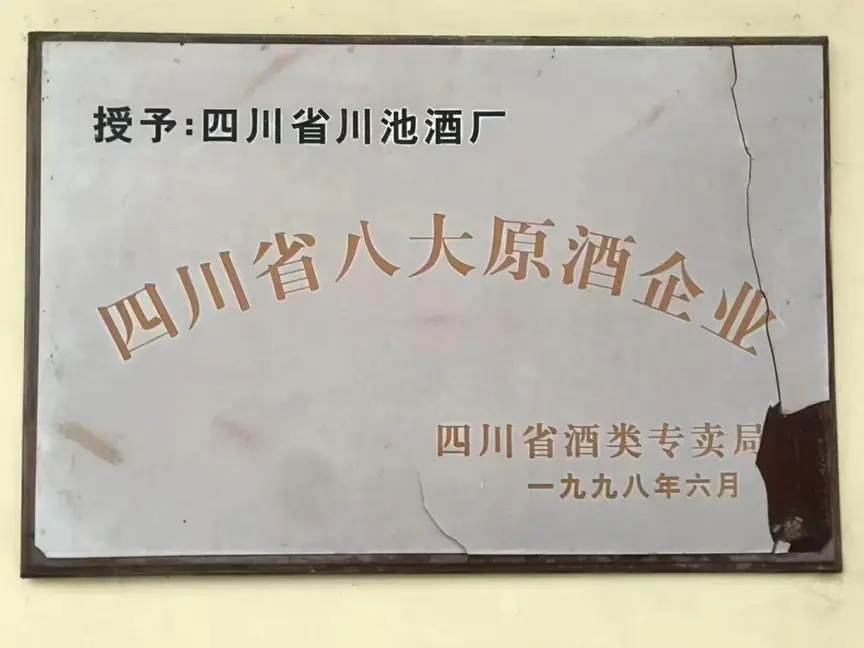 授予:四川省川池酒厂
四川省八大原酒企业
四川省酒类专卖局
一九九八年六月